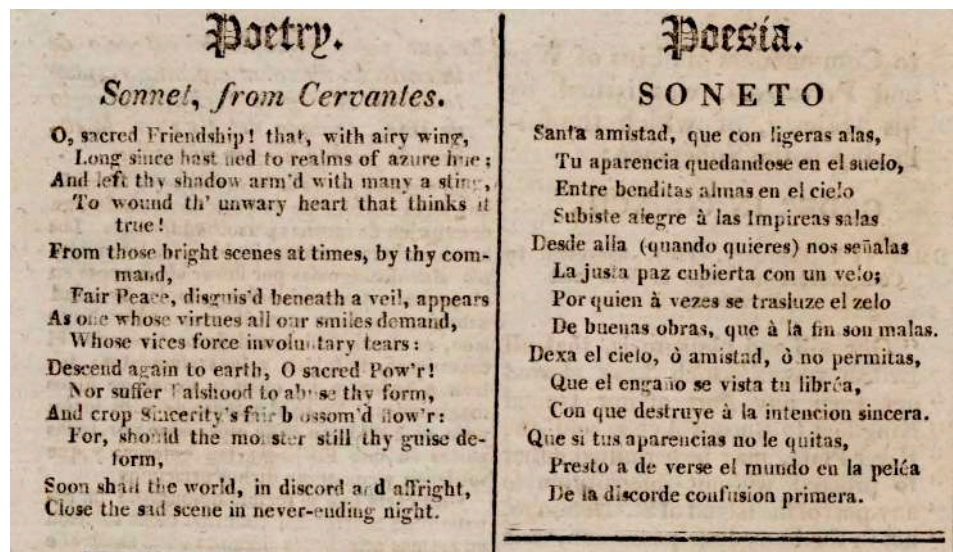 Poetry.
Sonnet, from Cervantes.
O, sacred Friendship! that, with airy wing,
Long since hast fled to realms of azure hue;
And left thy shadow arm'd with many a sting,
To wound th' unwary heart that thinks it
true!
From those bright scenes at times, by thy com-
mand,
Fair Peace, disguis'd beneath a veil, appears
As one whose virtues all our smiles demand,
Whose vices force involuntary tears:
Descend again to earth, O sacred Pow'r!
Nor suffer Falshood to abuse thy form,
And crop Sincerity's fair blossom'd flow'r:
For, should the monster still thy guise de-
form,
Soon shall the world, in discord and affright,
Close the sad scene in never-ending night.
Poesía.
SONETO
Santa amistad, que con ligeras alas,
Tu aparencia quedandose en el suelo,
Entre benditas almas en el cielo
Subiste alegre à las Impireas salas
Desde alla (quando quieres) nos señalas
La justa paz cubierta con un velo;
Por quien à vezes se trasluze el zelo
De buenas obras, que à la fin son malas.
Dexa el cielo, ò amistad, ò no permitas,
Que el engaño se vista tu libréa,
Con que destruye à la intencion sincera.
Que si tus aparencias no le quitas,
Presto a de verse el mundo en la peléa
De la discorde confusion primera.